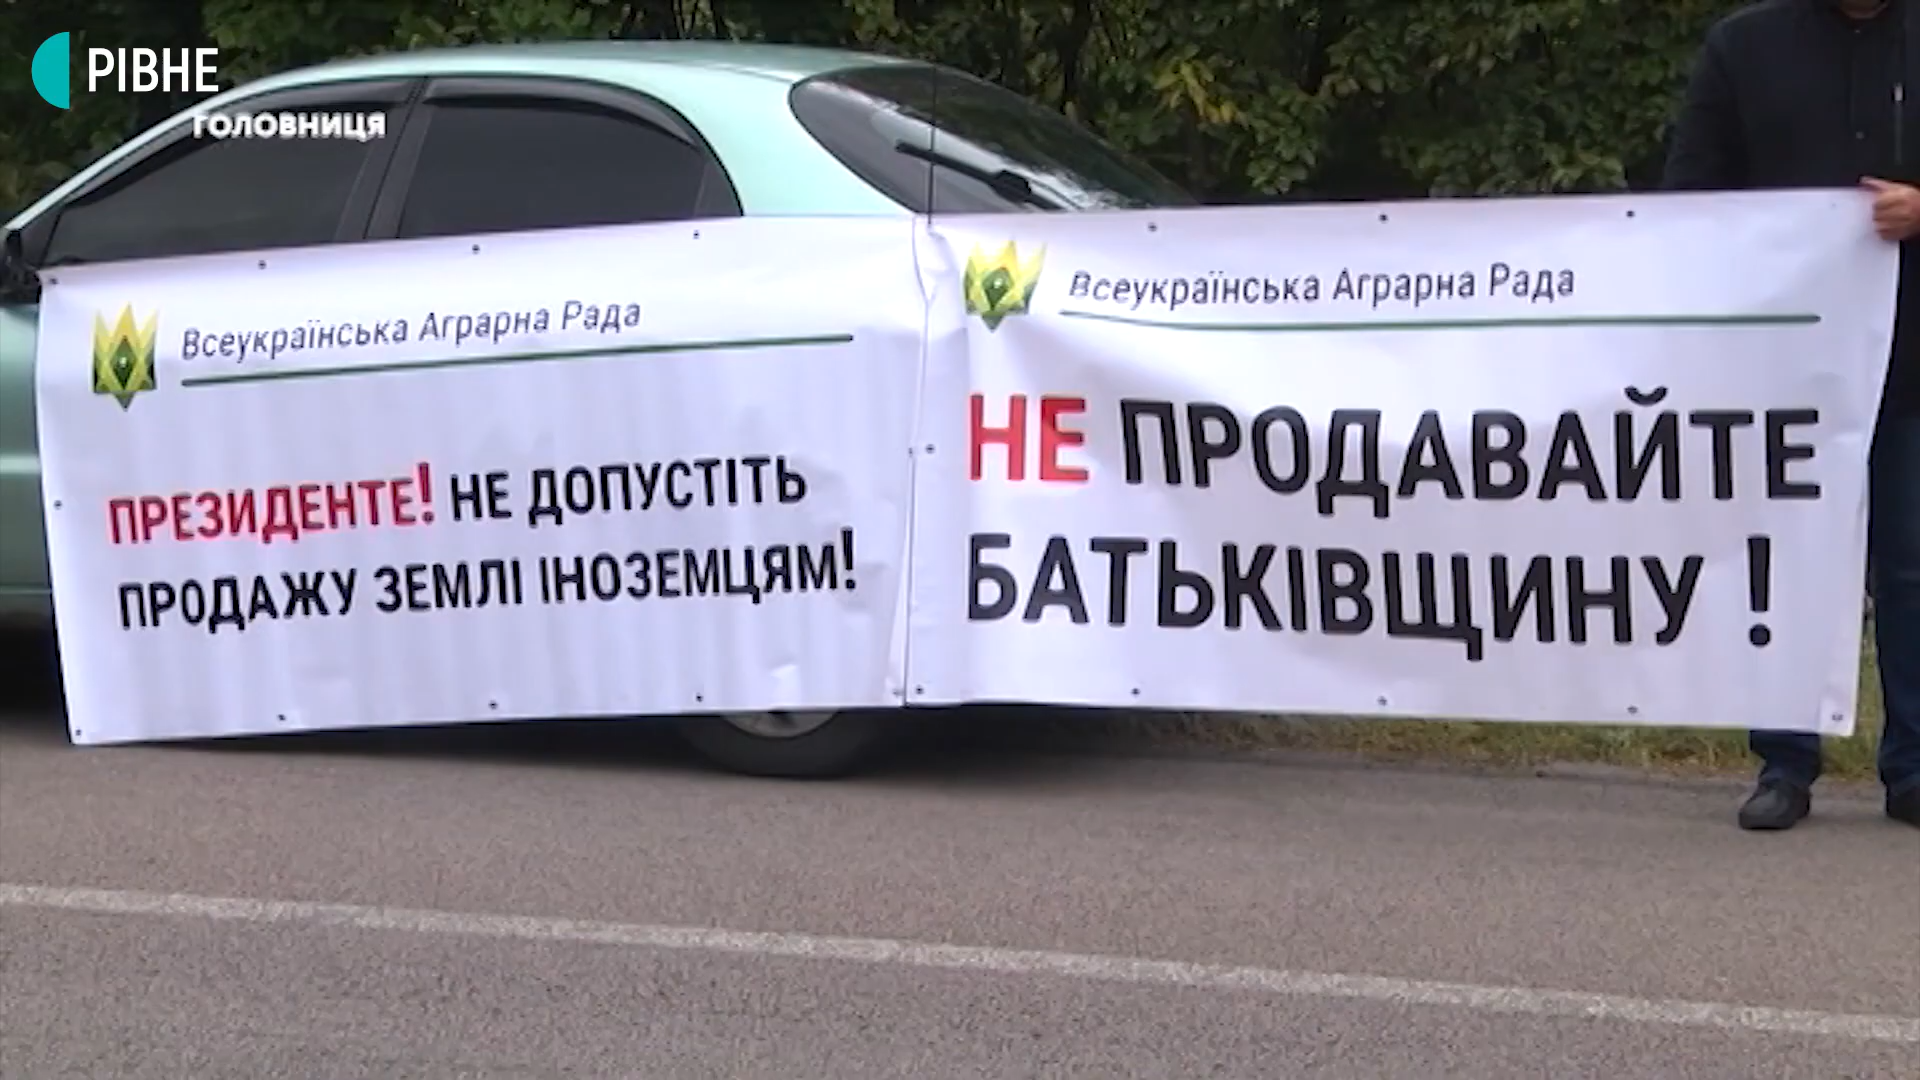 РІВНЕ
ГОЛОВНИЦЯ
Всеукраїнська Аграрна Рада
ПРЕЗИДЕНТЕ! НЕ ДОПУСТІТЬ
ПРОДАЖУ ЗЕМЛІ ІНОЗЕМЦЯМ!
Всеукраїнська Аграрна Рада
НЕ ПРОДАВАЙТЕ
БАТЬКІВЩИНУ !